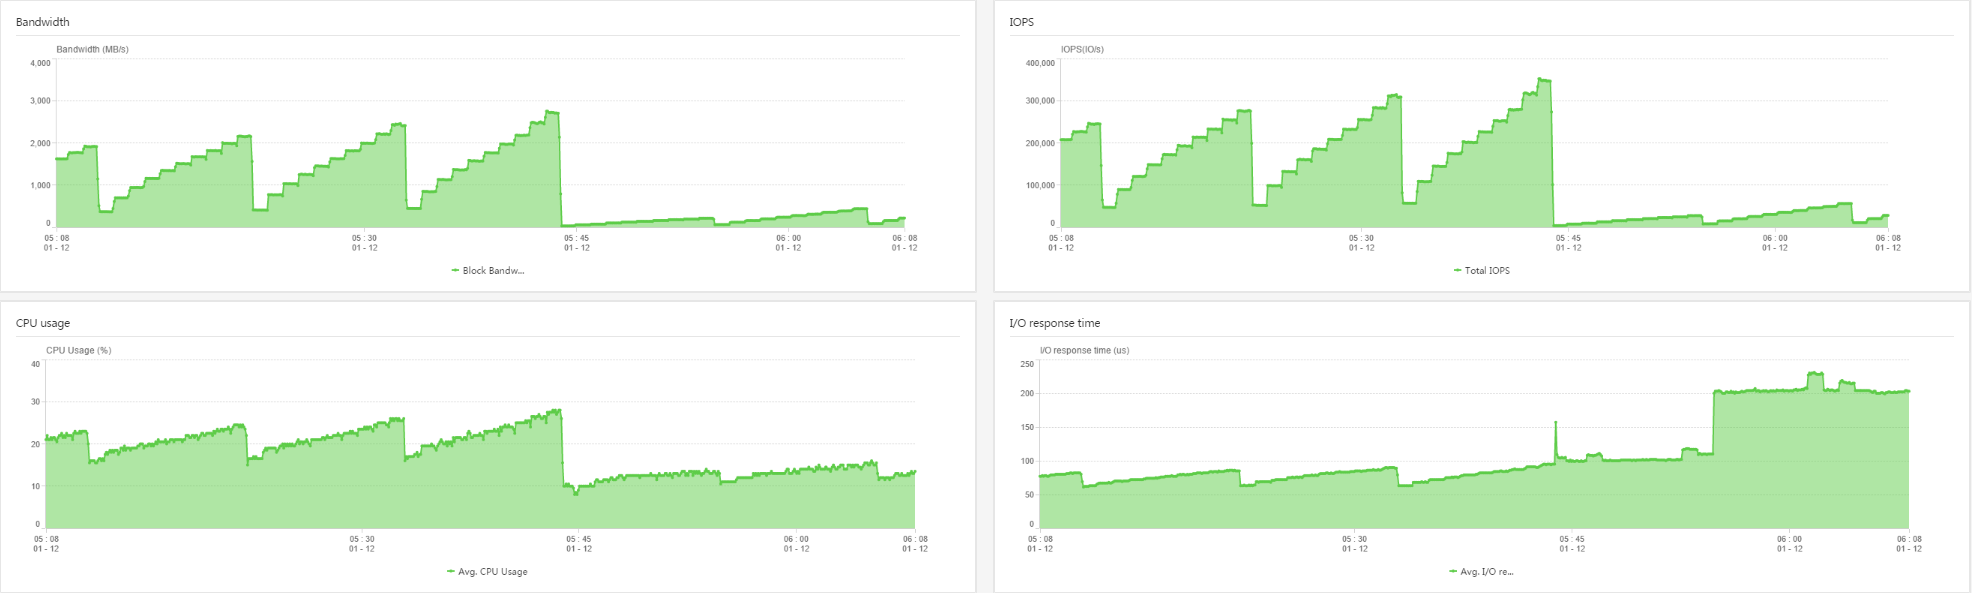 Bandwidth
Bandwidth (MB/s)
4,000
3,000
2,000
1,000
0
05 : 08
01 - 12
05 : 30
01 - 12
05 : 45
01 - 12
06 : 00
01 - 12
06 : 08
01 - 12
Block Bandw...
IOPS
IOPS(IO/s)
400,000
300,000
200,000
100,000
0
05 : 08
01 - 12
05 : 30
01 - 12
05 : 45
01 - 12
06 : 00
01 - 12
06 : 08
01 - 12
Total IOPS
CPU usage
CPU Usage (%)
40
30
20
10
0
05 : 08
01 - 12
05 : 30
01 - 12
05 : 45
01 - 12
06 : 00
01 - 12
06 : 08
01 - 12
Avg. CPU Usage
I/O response time
I/O response time (us)
250
200
150
100
50
0
05 : 08
01 - 12
05 : 30
01 - 12
05 : 45
01 - 12
06 : 00
01 - 12
06 : 08
01 - 12
Avg. I/O re...